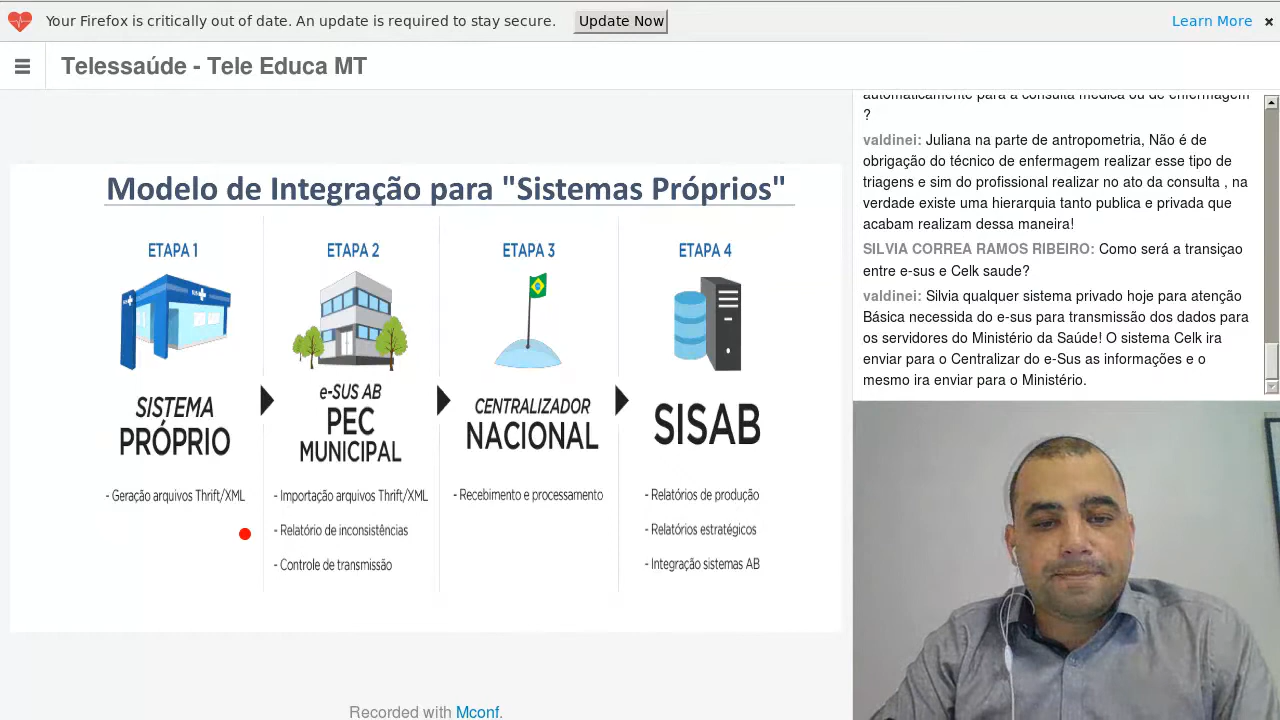 Your Firefox is critically out of date. An update is required to stay secure.
Update Now
Learn More
Telessaúde - Tele Educa MT
Modelo de Integração para "Sistemas Próprios"
ETAPA 1
SISTEMA
PRÓPRIO
- Geração arquivos Thrift/XML
ETAPA 2
e-SUS AB
PEC
MUNICIPAL
- Importação arquivos Thrift/XML
- Relatório de inconsistências
- Controle de transmissão
ETAPA 3
CENTRALIZADOR
NACIONAL
- Recebimento e processamento
ETAPA 4
SISAB
- Relatórios de produção
- Relatórios estratégicos
- Integração sistemas AB
automaticamente para a consulta medica ou de enfermagem
?
valdinei: Juliana na parte de antropometria, Não é de
obrigação do técnico de enfermagem realizar esse tipo de
triagens e sim do profissional realizar no ato da consulta , na
verdade existe uma hierarquia tanto publica e privada que
acabam realizam dessa maneira!
SILVIA CORREA RAMOS RIBEIRO: Como será a transiçao
entre e-sus e Celk saude?
valdinei: Silvia qualquer sistema privado hoje para atenção
Básica necessida do e-sus para transmissão dos dados para
os servidores do Ministério da Saúde! O sistema Celk ira
enviar para o Centralizar do e-Sus as informações e o
mesmo ira enviar para o Ministério.
Recorded with Mconf.